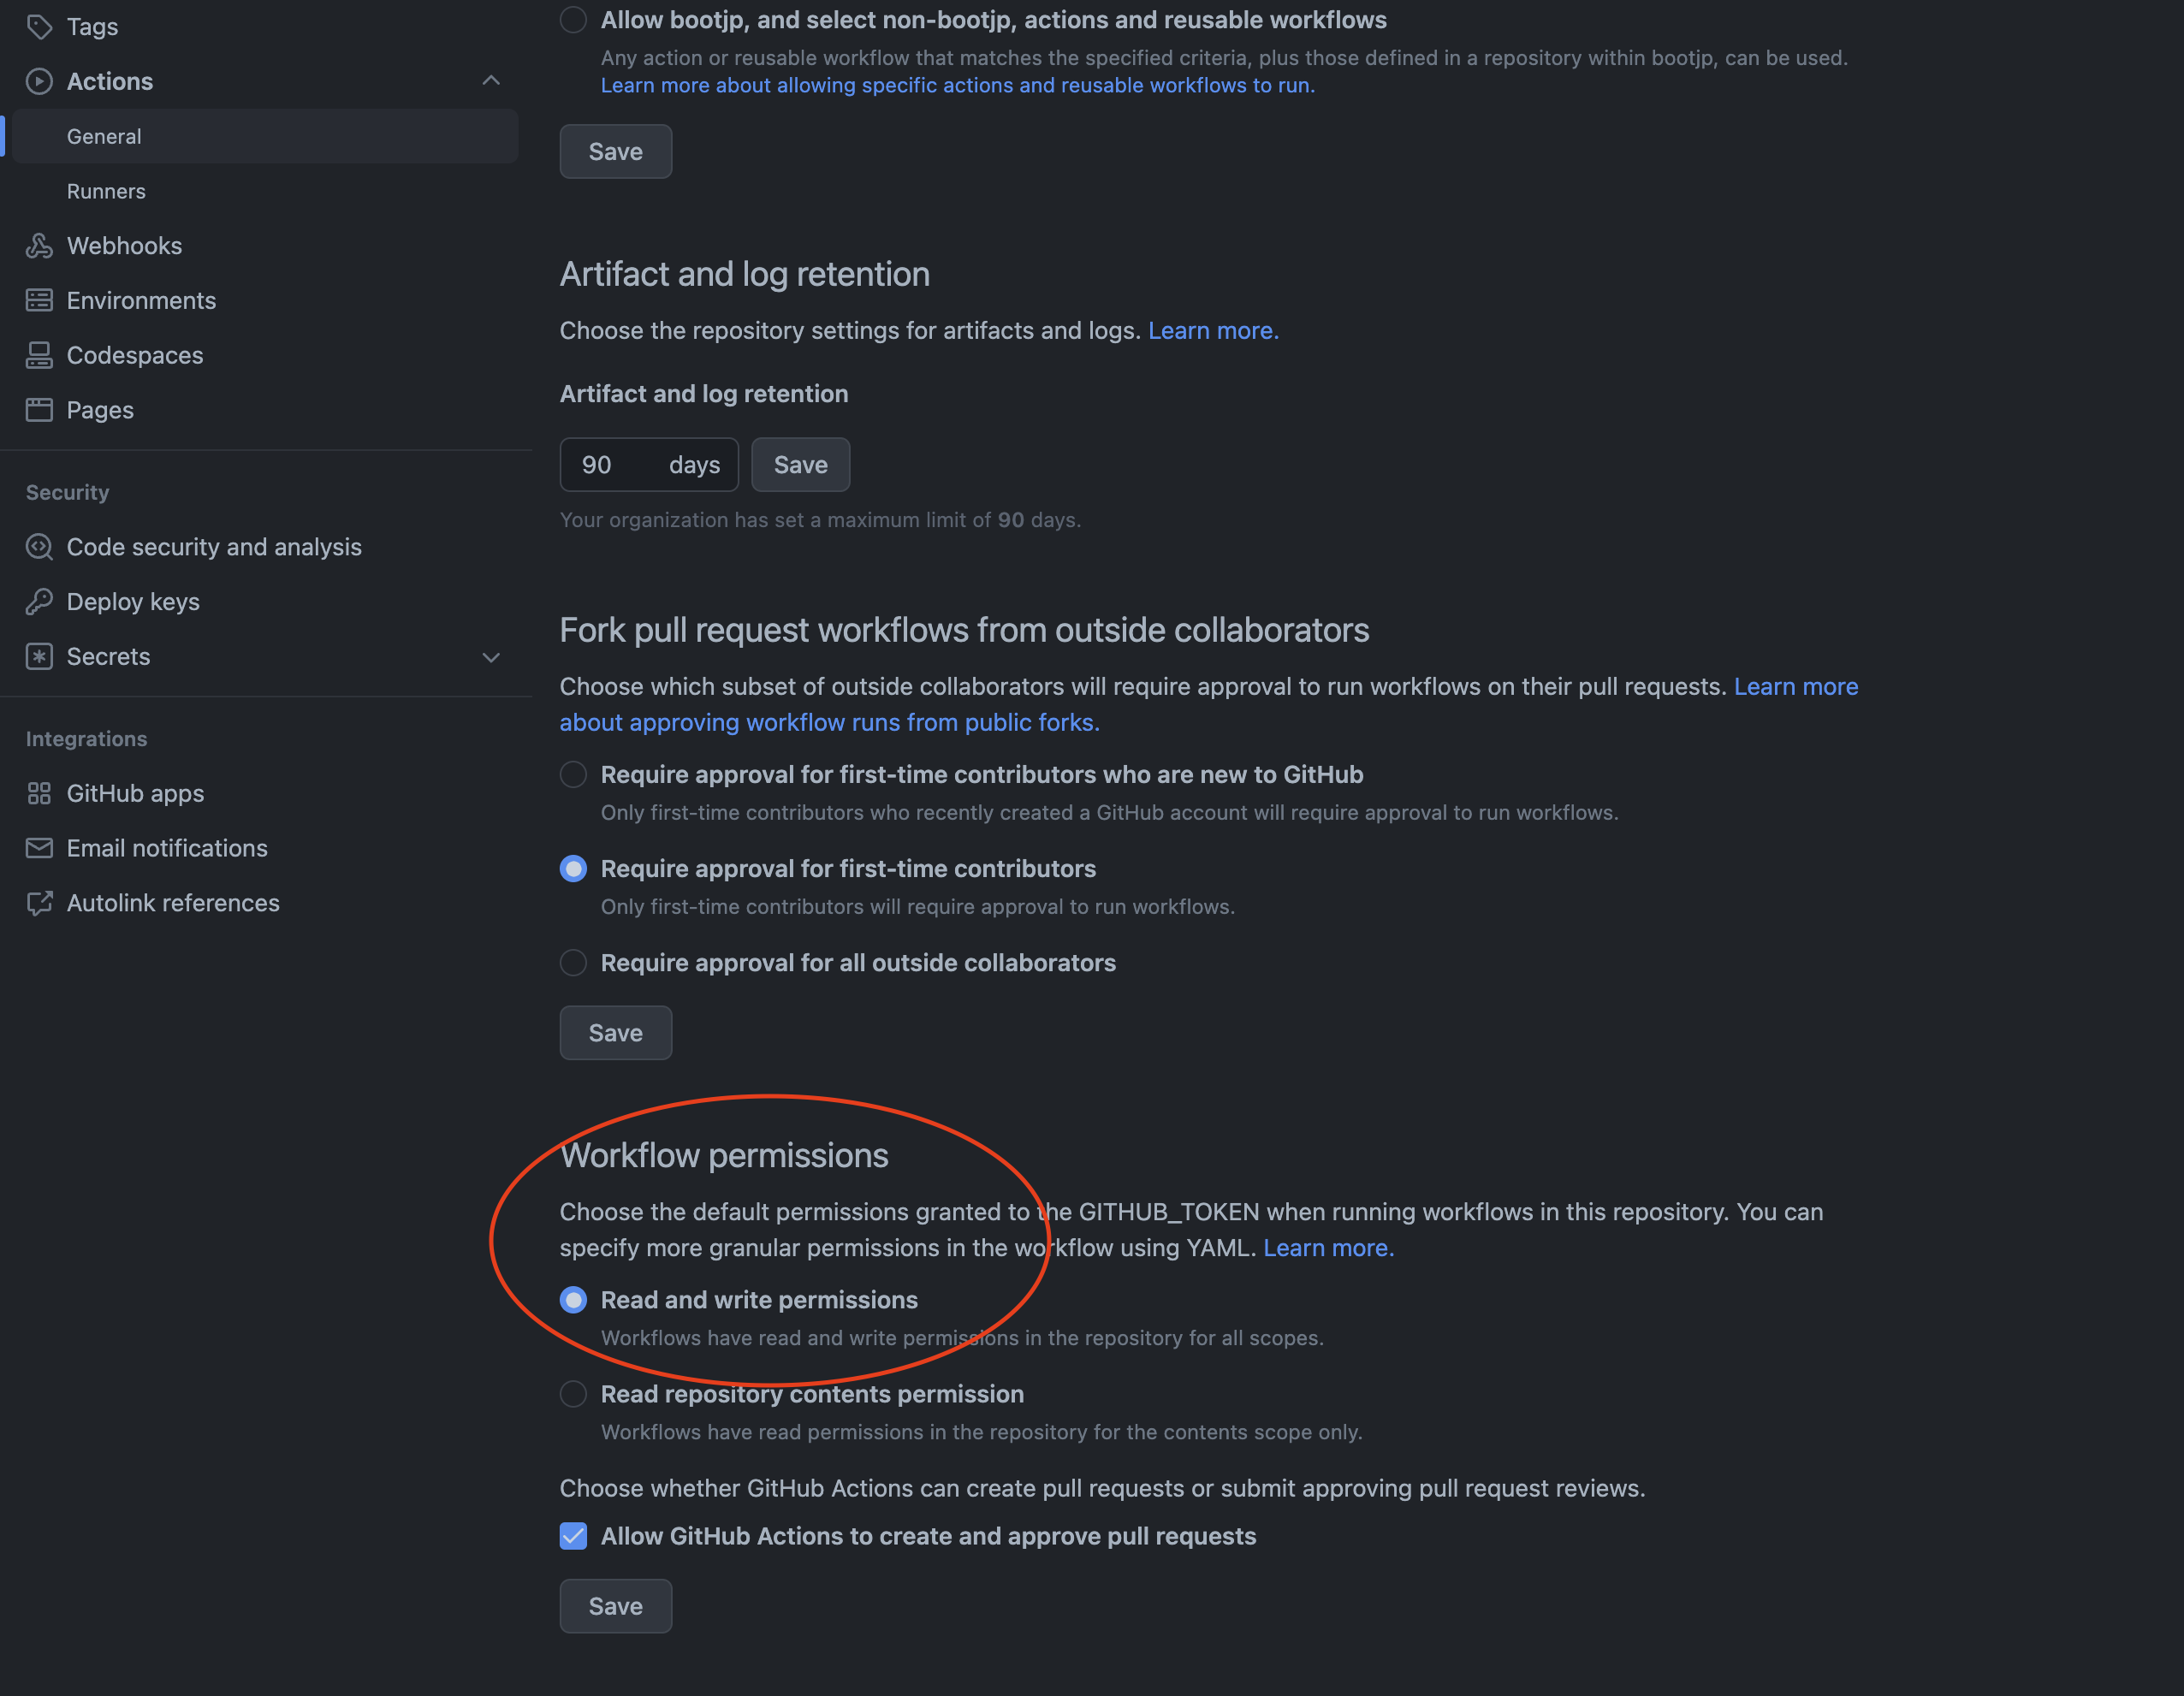 Tags
Actions
General
Runners
Webhooks
Environments
Codespaces
Pages
Security
Code security and analysis
Deploy keys
Secrets
Integrations
GitHub apps
Email notifications
Autolink references
Allow bootjp, and select non-bootjp, actions and reusable workflows
Any action or reusable workflow that matches the specified criteria, plus those defined in a repository within bootjp, can be used.
Learn more about allowing specific actions and reusable workflows to run.
Save
Artifact and log retention
Choose the repository settings for artifacts and logs. Learn more.
Artifact and log retention
90 days Save
Your organization has set a maximum limit of 90 days.
Fork pull request workflows from outside collaborators
Choose which subset of outside collaborators will require approval to run workflows on their pull requests. Learn more
about approving workflow runs from public forks.
Require approval for first-time contributors who are new to GitHub
Only first-time contributors who recently created a GitHub account will require approval to run workflows.
Require approval for first-time contributors
Only first-time contributors will require approval to run workflows.
Require approval for all outside collaborators
Save
Workflow permissions
Choose the default permissions granted to the GITHUB_TOKEN when running workflows in this repository. You can
specify more granular permissions in the workflow using YAML. Learn more.
Read and write permissions
Workflows have read and write permissions in the repository for all scopes.
Read repository contents permission
Workflows have read permissions in the repository for the contents scope only.
Choose whether GitHub Actions can create pull requests or submit approving pull request reviews.
Allow GitHub Actions to create and approve pull requests
Save